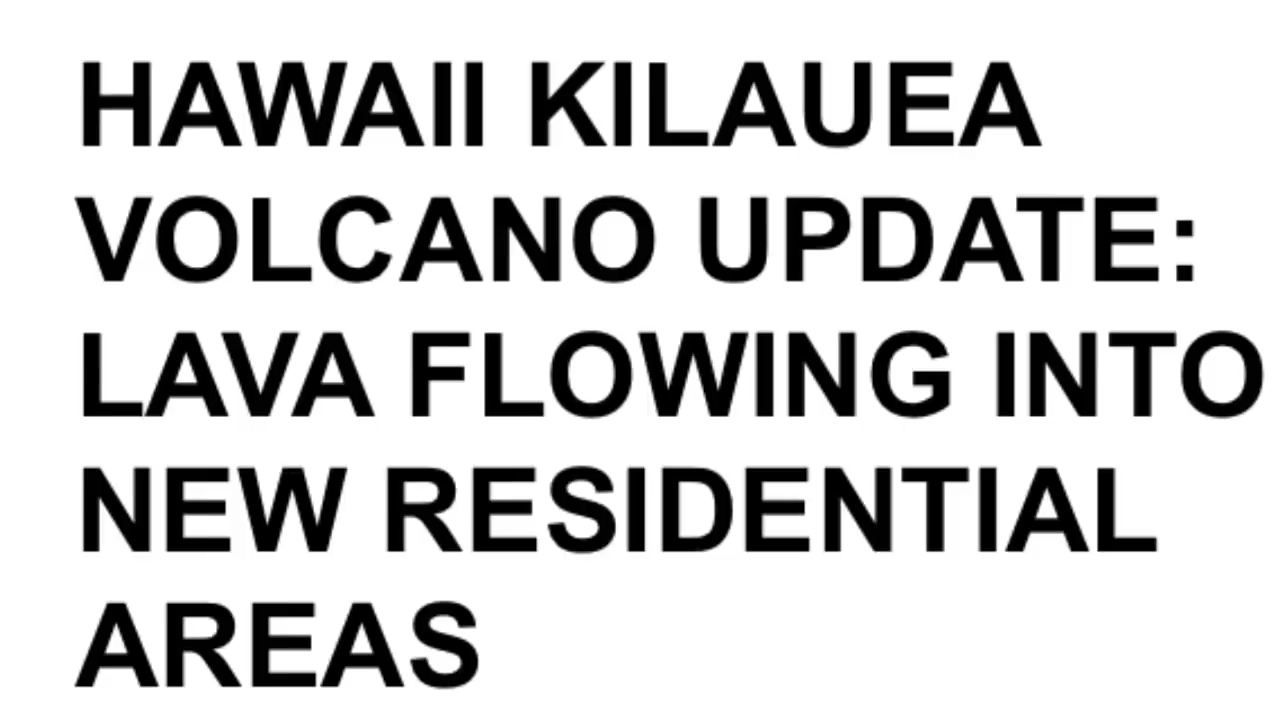 HAWAII KILAUEA
VOLCANO UPDATE:
LAVA FLOWING INTO
NEW RESIDENTIAL
AREAS